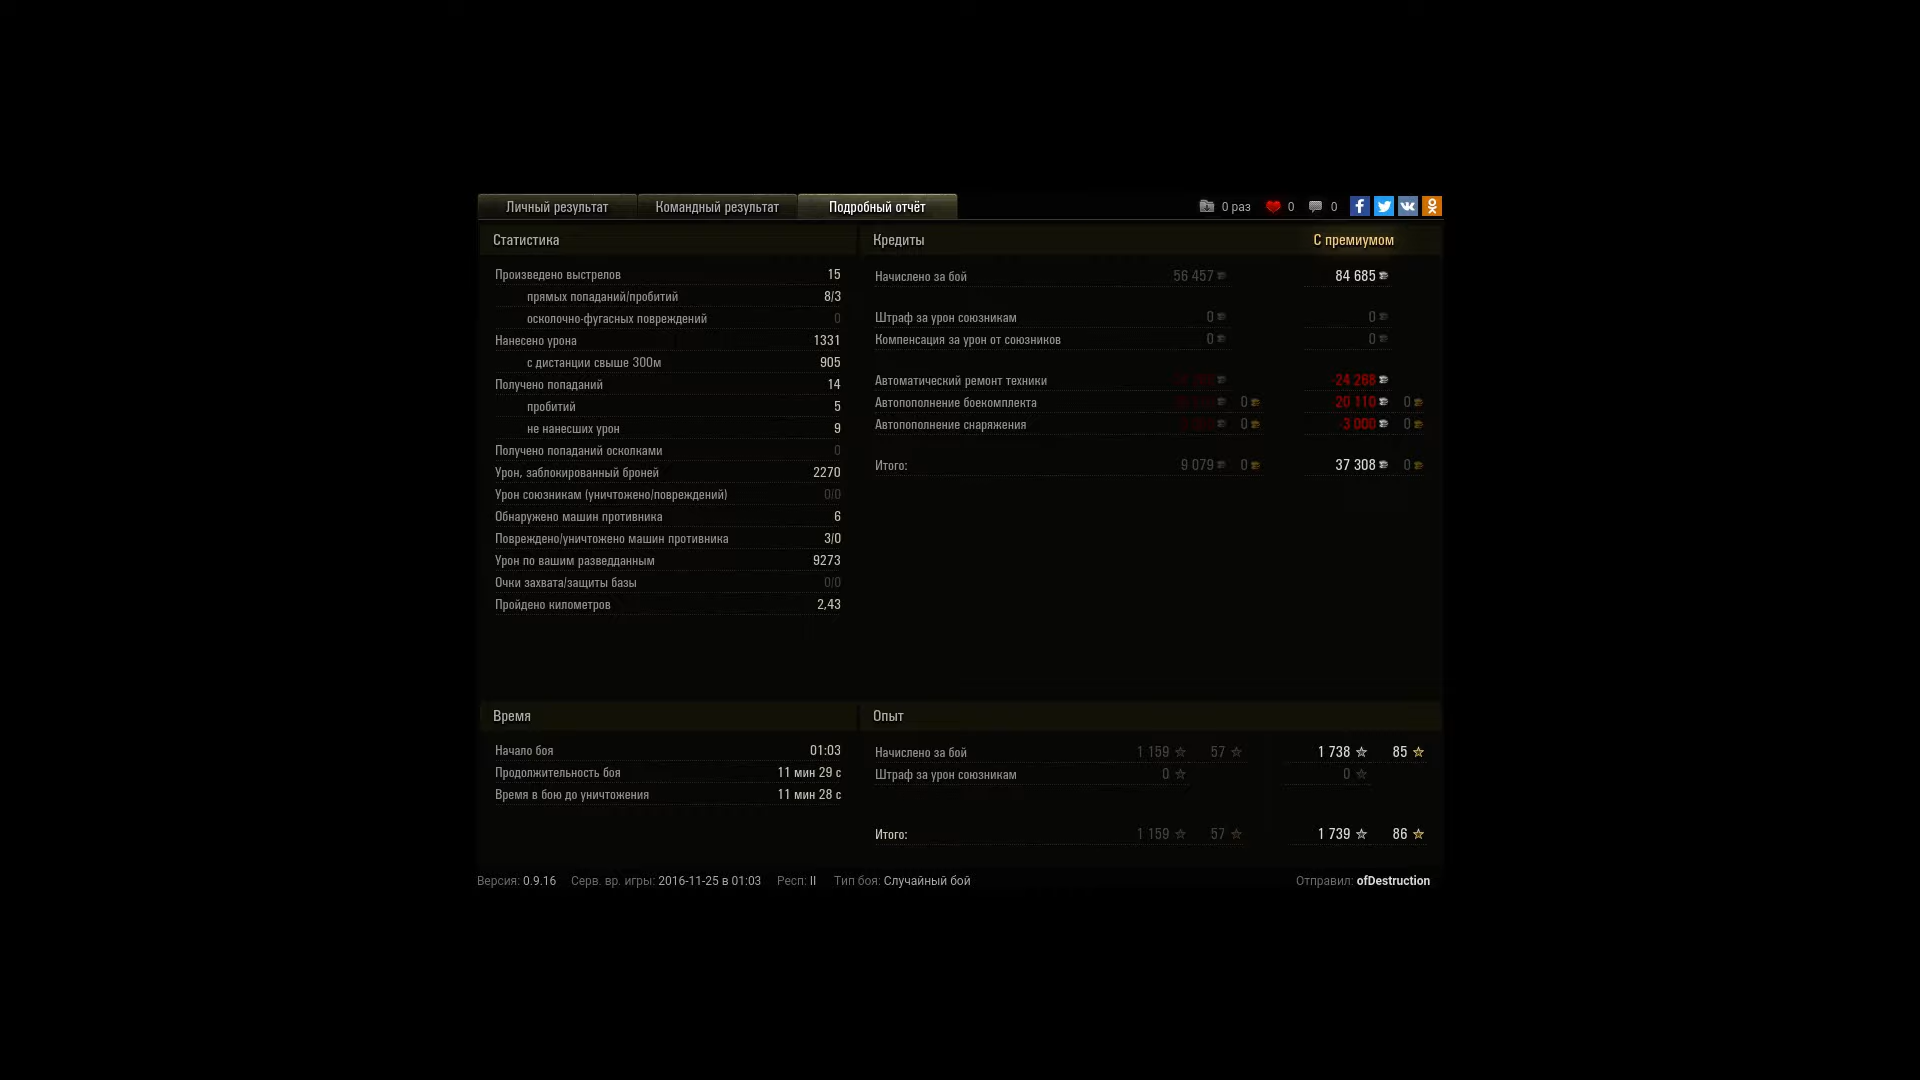 Личный результат Командный результат Подробный отчёт 0 раз 0 0
Статистика
Произведено выстрелов 15
прямых попаданий/пробитий 8/3
осколочно-фугасных повреждений 0
Нанесено урона 1331
с дистанции свыше 300м 905
Получено попаданий 14
пробитий 5
не нанесших урон 9
Получено попаданий осколками 0
Урон, заблокированный броней 2270
Урон союзникам (уничтожено/повреждений) 0/0
Обнаружено машин противника 6
Повреждено/уничтожено машин противника 3/0
Урон по вашим разведданным 9273
Очки захвата/защиты базы 0/0
Пройдено километров 2,43
Кредиты С премиумом
Начислено за бой 56 457 84 685
Штраф за урон союзникам 0 0
Компенсация за урон от союзников 0 0
Автоматический ремонт техники -24 268
Автопополнение боекомплекта 0 20 110 0
Автопополнение снаряжения 0 -3 000 0
Итого: 9 079 0 37 308 0
Время
Начало боя 01:03
Продолжительность боя 11 мин 29 с
Время в бою до уничтожения 11 мин 28 с
Опыт
Начислено за бой 1 159 57 1 738 85
Штраф за урон союзникам 0 0
Итого: 1 159 57 1 739 86
Версия: 0.9.16 Серв. вр. игры: 2016-11-25 в 01:03 Респ: II Тип боя: Случайный бой Отправил: ofDestruction